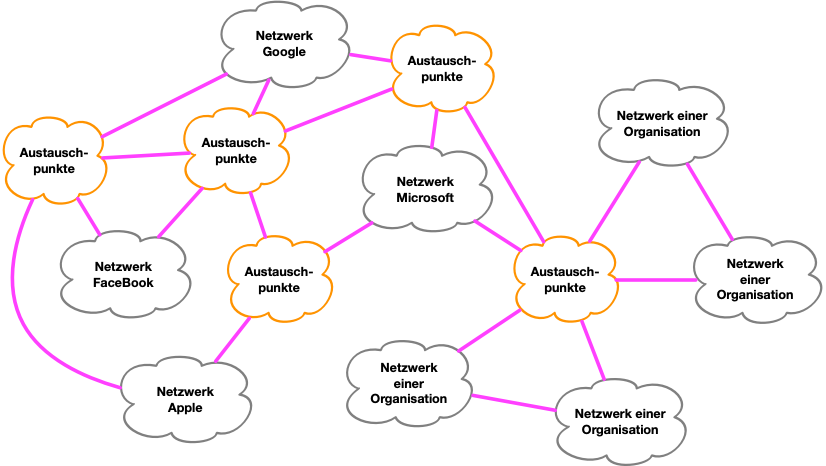 Netzwerk
Google
Austausch-
punkte
Netzwerk einer
Organisation
Austausch-
punkte
Austausch-
punkte
Netzwerk
Microsoft
Netzwerk
FaceBook
Austausch-
punkte
Austausch-
punkte
Netzwerk
einer
Organisation
Netzwerk
Apple
Netzwerk
einer
Organisation
Netzwerk einer
Organisation